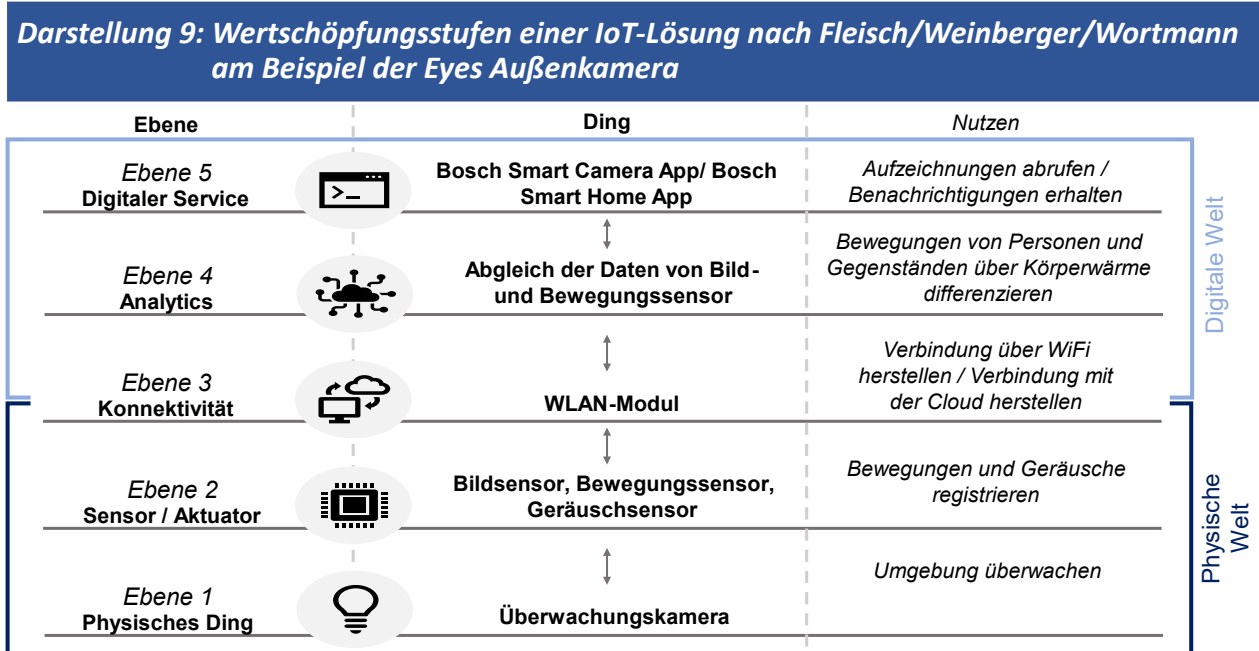 Darstellung 9: Wertschöpfungsstufen einer IoT-Lösung nach Fleisch/Weinberger/Wortmann
am Beispiel der Eyes Außenkamera
Ebene
Ding
Nutzen
Ebene 5
Digitaler Service
>_
Bosch Smart Camera App/ Bosch
Smart Home App
Aufzeichnungen abrufen /
Benachrichtigungen erhalten
Ebene 4
Analytics
Abgleich der Daten von Bild-
und Bewegungssensor
Bewegungen von Personen und
Gegenständen über Körperwärme
differenzieren
Ebene 3
Konnektivität
WLAN-Modul
Verbindung über WiFi
herstellen / Verbindung mit
der Cloud herstellen
Ebene 2
Sensor / Aktuator
Bildsensor, Bewegungssensor,
Geräuschsensor
Bewegungen und Geräusche
registrieren
Ebene 1
Physisches Ding
Überwachungskamera
Umgebung überwachen
Digitale Welt
Physische
Welt